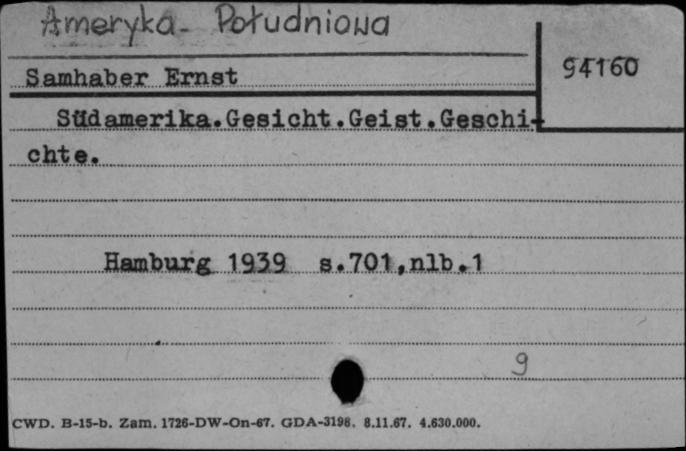 Ameryka - Południowa
94160
Samhaber Ernst
Südamerika.Gesicht.Geist.Geschi-
chte.
Hamburg 1939 s.701,nlb.1
9
CWD. B-15-b. Zam. 1726-DW-On-67. GDA-3198. 8.11.67. 4.630.000.